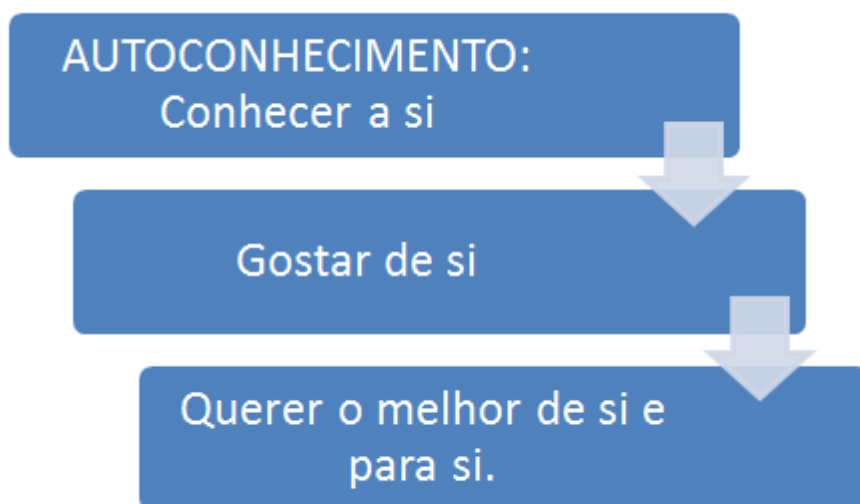 AUTOCONHECIMENTO:
Conhecer a si
Gostar de si
Querer o melhor de si e
para si.